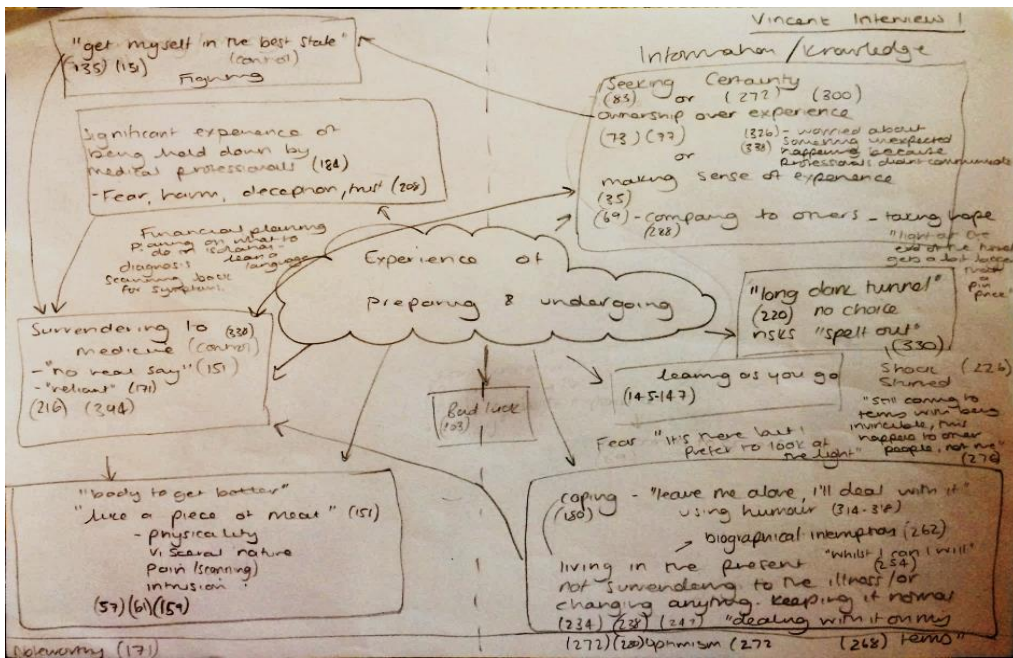 Vincent Interview 1
"get myself in the best state"
(135) (151) (control)
Fighting
Information/Knowledge
Seeking Certainty
(83) or (272) (300)
Ownership over experience
(73) (77) (326) - worried about
(338) something unexpected
or happening because
professionals didn't communicate
making sense of experience
(35)
(69) - comparing to others - taking hope
(288)
"light at the
end of the tunnel
gets a bit bigger
than
a
pin
price"
Significant experience of
being held down by
medical professionals (184)
- Fear, harm, deception, trust (208)
Financial planning
Planning on what to
do in isolation -
learn a
language
diagnosis
scanning back
for symptoms
Experience of
preparing & undergoing
"long dark tunnel"
(220) no choice
risks "spelt out"
(330)
Shock (226)
Stunned
"still coming to
terms with being
invincible, this
happens to other
people, not me"
(276)
Surrendering to (338)
medicine (control)
- "no real say" (151)
- "reliant" (171)
(216) (294)
Bad luck
(103)
learning as you go
(145-147)
Fear "It's there but I
prefer to look at
the light"
"body to get better"
"like a piece of meat" (151)
- physicality
visceral nature
pain (scanning)
intrusion
(57) (61) (159)
coping - "leave me alone, I'll deal with it"
(180) using humour (314-318)
biographical interruption (262)
"whilst I can I will"
living in the present (254)
not surrendering to the illness/or
changing anything. keeping it normal
(234) (238) (242) "dealing with it on my
(272) (280) optimism (272 (268) terms"
Noteworthy (171)